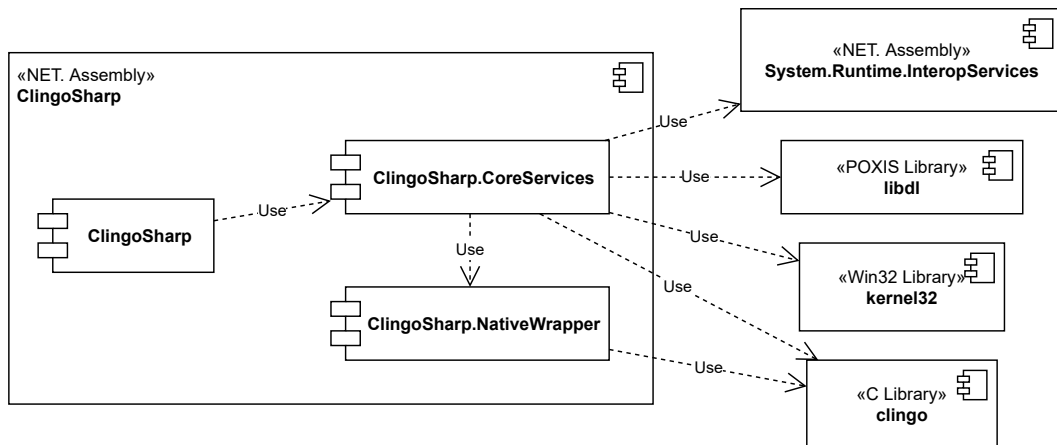 «NET. Assembly»
System.Runtime.InteropServices
«NET. Assembly»
ClingoSharp
Use
ClingoSharp.CoreServices
Use
«POXIS Library»
libdl
ClingoSharp
Use
Use
Use
«Win32 Library»
kernel32
Use
ClingoSharp.NativeWrapper
Use
«C Library»
clingo